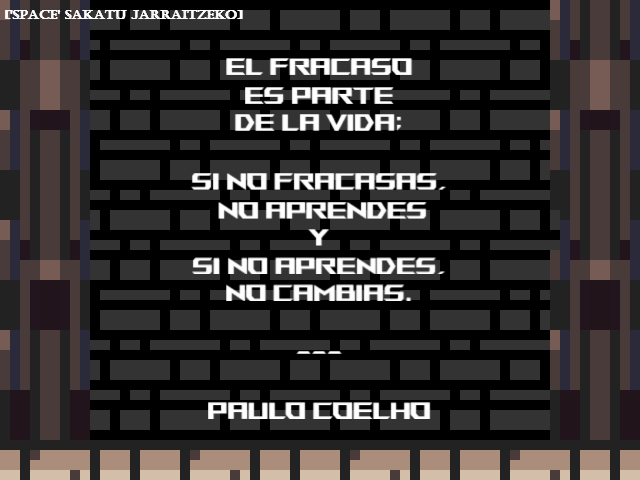 ['SPACE' SAKATU JARRAITZEKO]
EL FRACASO
ES PARTE
DE LA VIDA;
SI NO FRACASAS,
NO APRENDES
Y
SI NO APRENDES,
NO CAMBIAS.
---
PAULO COELHO